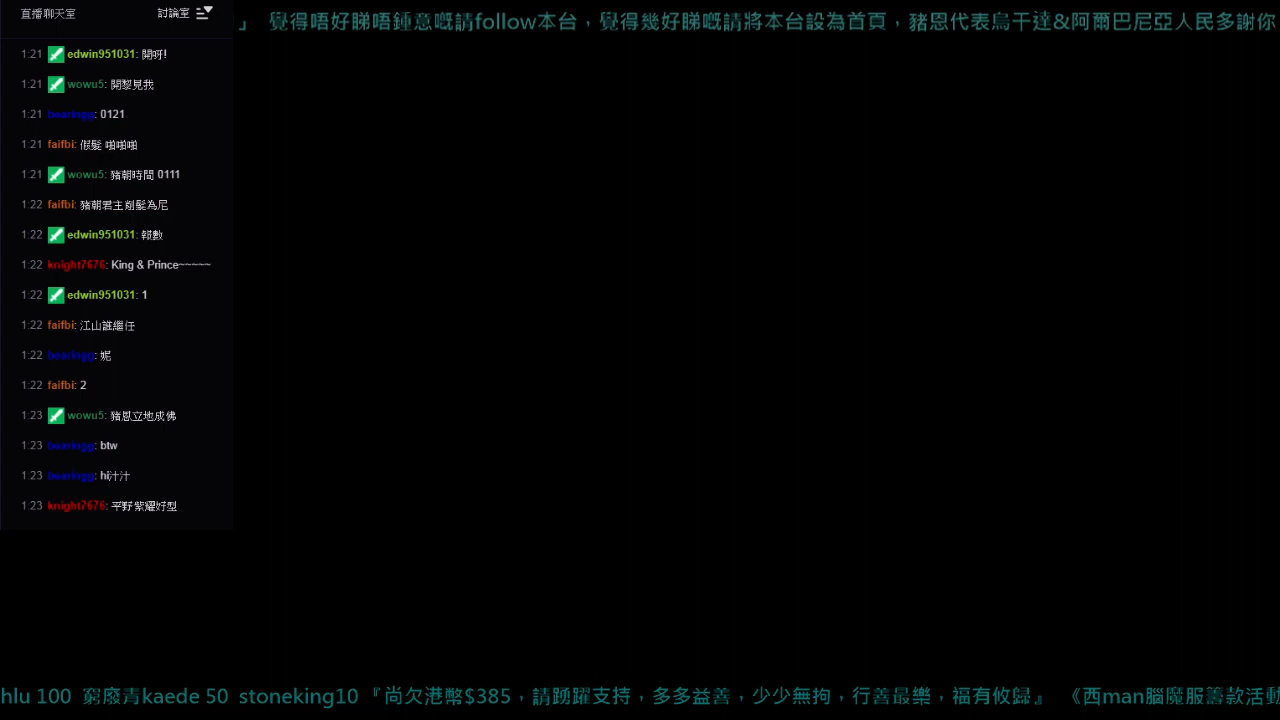 直播聊天室 討論室
』 覺得唔好睇唔鍾意嘅請follow本台，覺得幾好睇嘅請將本台設為首頁，豬恩代表烏干達&阿爾巴尼亞人民多謝你
1:21 edwin951031: 開呀!
1:21 wowu5: 開黎見我
1:21 bearingg: 0121
1:21 faifbi: 假髮 啪啪啪
1:21 wowu5: 豬朝時間 0111
1:22 faifbi: 豬朝君主削髮為尼
1:22 edwin951031: 報數
1:22 knight7676: King & Prince~~~~~
1:22 edwin951031: 1
1:22 faifbi: 江山誰繼任
1:22 bearingg: 妮
1:22 faifbi: 2
1:23 wowu5: 豬恩立地成佛
1:23 bearingg: btw
1:23 bearingg: hi汁汁
1:23 knight7676: 平野紫耀好型
hlu 100 窮廢青kaede 50 stoneking10『尚欠港幣$385，請踴躍支持，多多益善，少少無拘，行善最樂，福有攸歸』 《西man腦魔服籌款活動